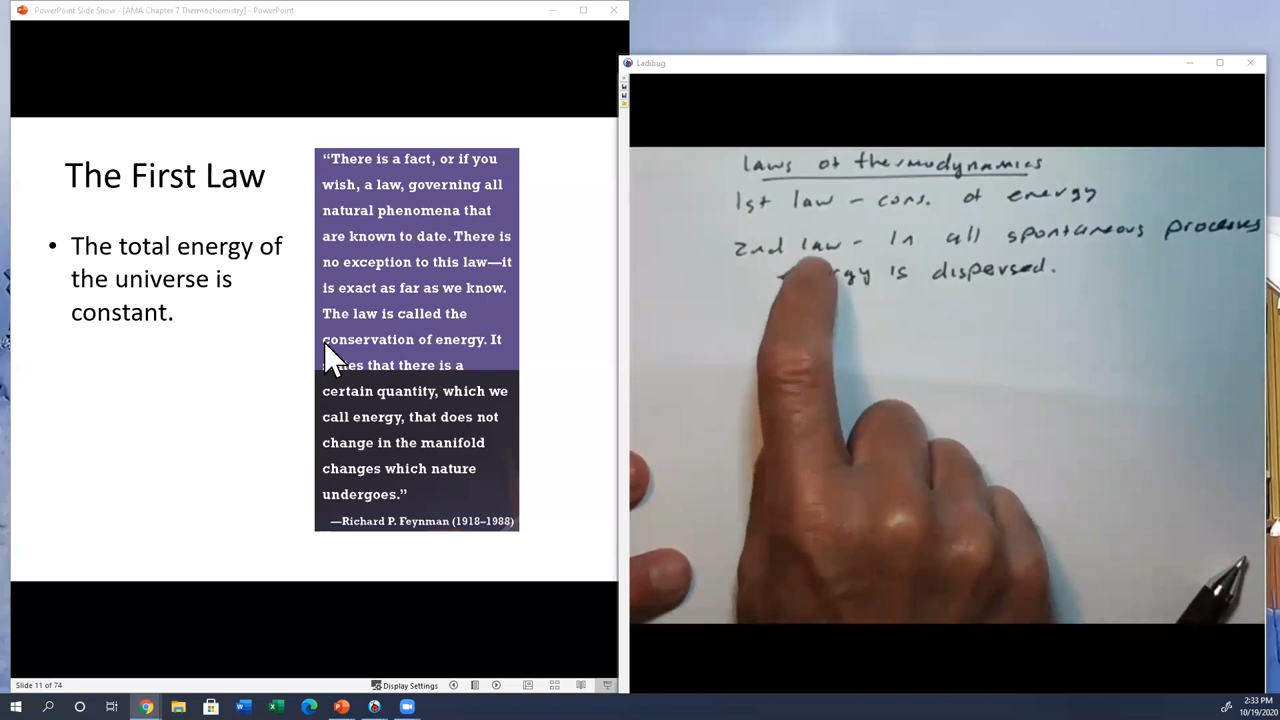 PowerPoint Slide Show - [AMA Chapter 7 Thermochemistry] - PowerPoint
The First Law
• The total energy of
the universe is
constant.
“There is a fact, or if you
wish, a law, governing all
natural phenomena that
are known to date. There is
no exception to this law—it
is exact as far as we know.
The law is called the
conservation of energy. It
that there is a
certain quantity, which we
call energy, that does not
change in the manifold
changes which nature
undergoes.”
—Richard P. Feynman (1918–1988)
Slide 11 of 74
Display Settings
Ladibug
laws of thermodynamics
1st law - cons. of energy
2nd law - In all spontaneous processes
is dispersed.
2:33 PM
10/19/2020